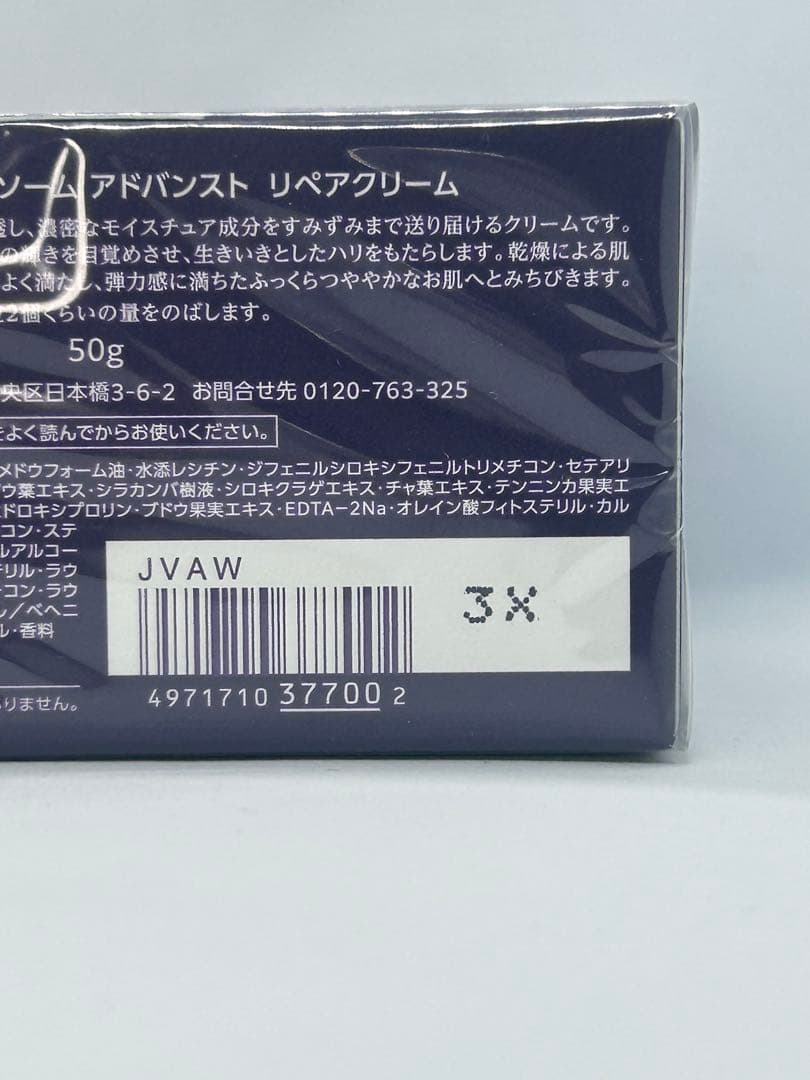 ソーム アドバンスト リペアクリーム
透し、濃密なモイスチュア成分をすみずみまで送り届けるクリームです。
の輝きを目覚めさせ、生きいきとしたハリをもたらします。乾燥による肌
よく満たし、弾力感に満ちたふっくらつややかなお肌へとみちびきます。
2個くらいの量をのばします。
50g
央区日本橋3-6-2 お問合せ先 0120-763-325
をよく読んでからお使いください。
メドウフォーム油・水添レシチン・ジフェニルシロキシフェニルトリメチコン・セテアリ
ウ葉エキス・シラカンバ樹液・シロキクラゲエキス・チャ葉エキス・テンニンカ果実エ
ヒドロキシプロリン・ブドウ果実エキス・EDTA-2Na・オレイン酸フィトステリル・カル
コン・ステ
ルアルコー
テリル・ラウ
ーコン・ラウ
ル/ベヘニ
ル・香料
JVAW
3X
りません。
4971710 37700 2